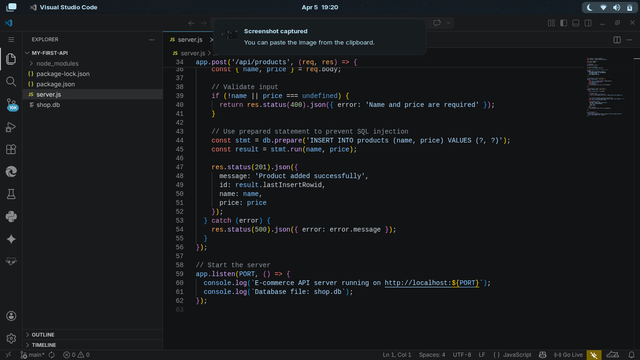 Visual Studio Code
Apr 5 19:20
Screenshot captured
You can paste the image from the clipboard.
EXPLORER
MY-FIRST-API
node_modules
package-lock.json
package.json
server.js
shop.db
OUTLINE
TIMELINE
server.js
server.js
34 app.post('/api/products', (req, res) => {
36 const { name, price } = req.body;
37
38 // Validate input
39 if (!name || price === undefined) {
40 return res.status(400).json({ error: 'Name and price are required' });
41 }
42
43 // Use prepared statement to prevent SQL injection
44 const stmt = db.prepare('INSERT INTO products (name, price) VALUES (?, ?)');
45 const result = stmt.run(name, price);
46
47 res.status(201).json({
48 message: 'Product added successfully',
49 id: result.lastInsertRowid,
50 name: name,
51 price: price
52 });
53 } catch (error) {
54 res.status(500).json({ error: error.message });
55 }
56 });
57
58 // Start the server
59 app.listen(PORT, () => {
60 console.log(`E-commerce API server running on http://localhost:${PORT}`);
61 console.log(`Database file: shop.db`);
62 });
63
main*
0 0
Ln 1, Col 1
Spaces: 4
UTF-8
LF
{} JavaScript
Go Live